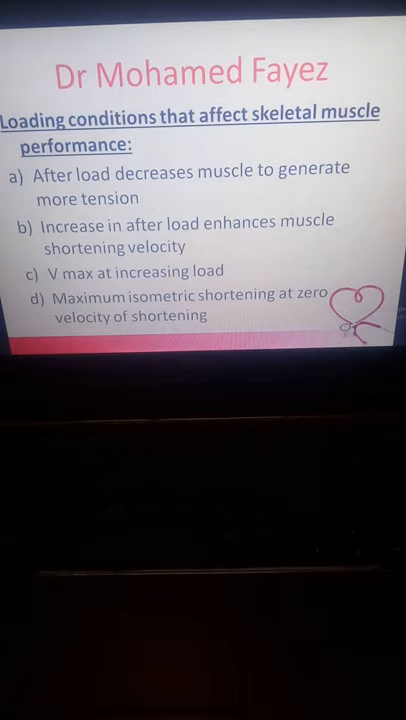 Dr Mohamed Fayez
Loading conditions that affect skeletal muscle
performance:
a) After load decreases muscle to generate
more tension
b) Increase in after load enhances muscle
shortening velocity
c) V max at increasing load
d) Maximum isometric shortening at zero
velocity of shortening